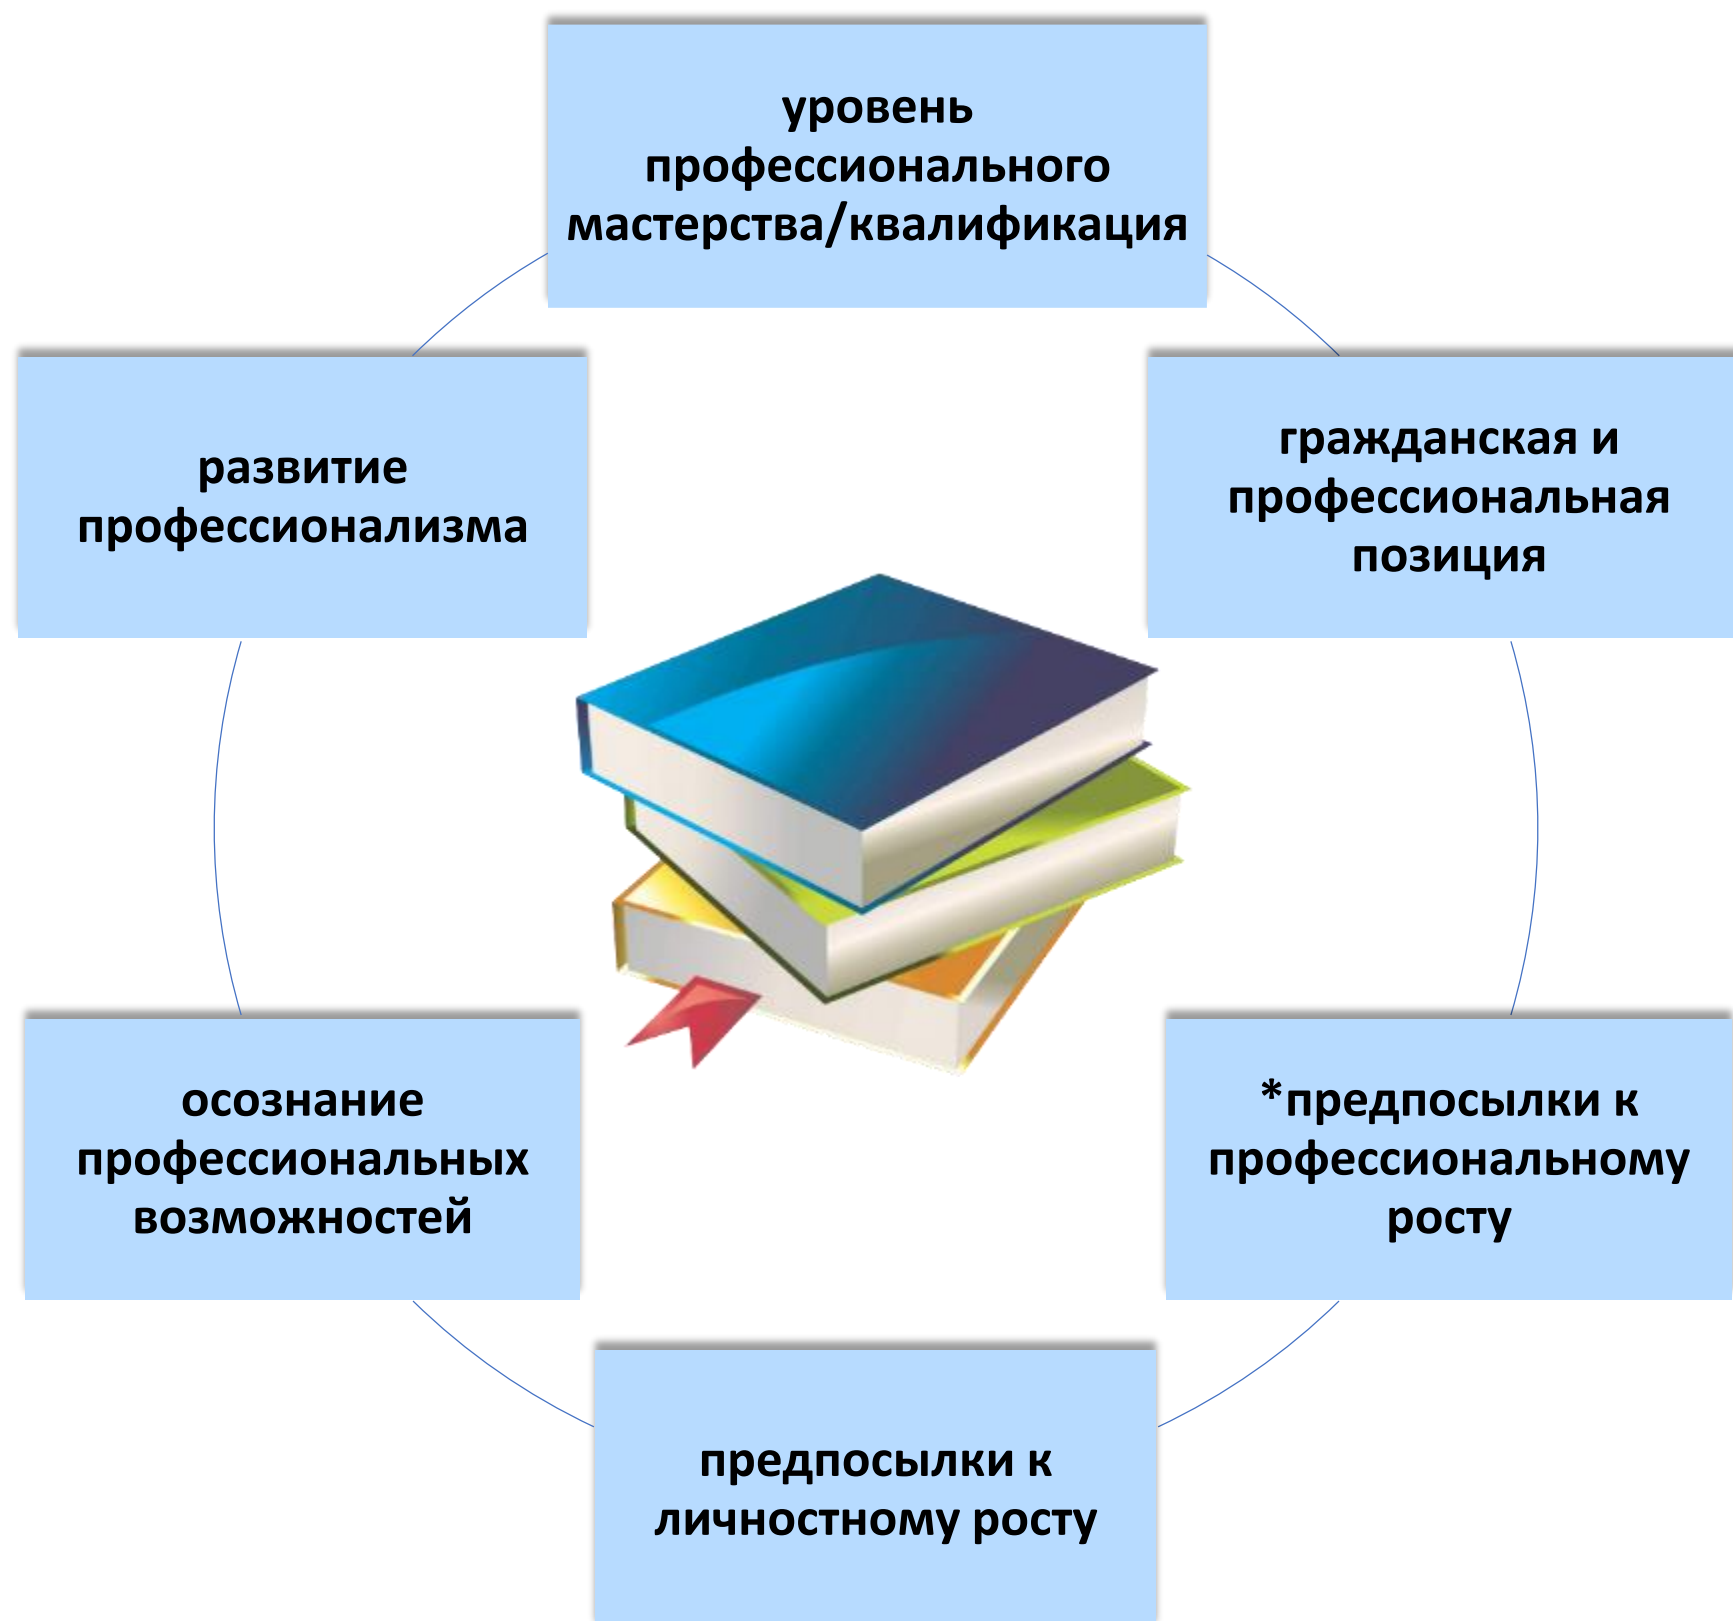 уровень
профессионального
мастерства/квалификация
гражданская и
профессиональная
позиция
*предпосылки к
профессиональному
росту
предпосылки к
личностному росту
осознание
профессиональных
возможностей
развитие
профессионализма